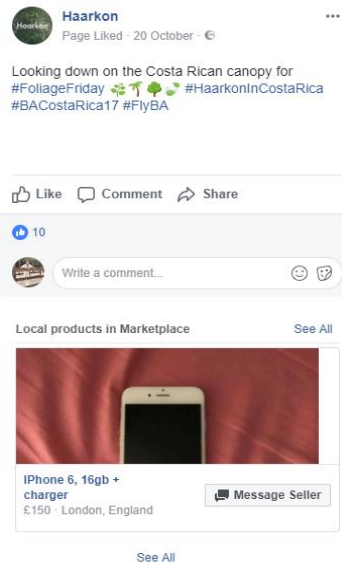 Haarkon
Haarkon
Page Liked · 20 October ·
Looking down on the Costa Rican canopy for
#FoliageFriday 🌿🌴🌳🍃 #HaarkonInCostaRica
#BACostaRica17 #FlyBA
Like Comment Share
10
Write a comment...
Local products in Marketplace See All
IPhone 6, 16gb +
charger
£150 · London, England
Message Seller
See All